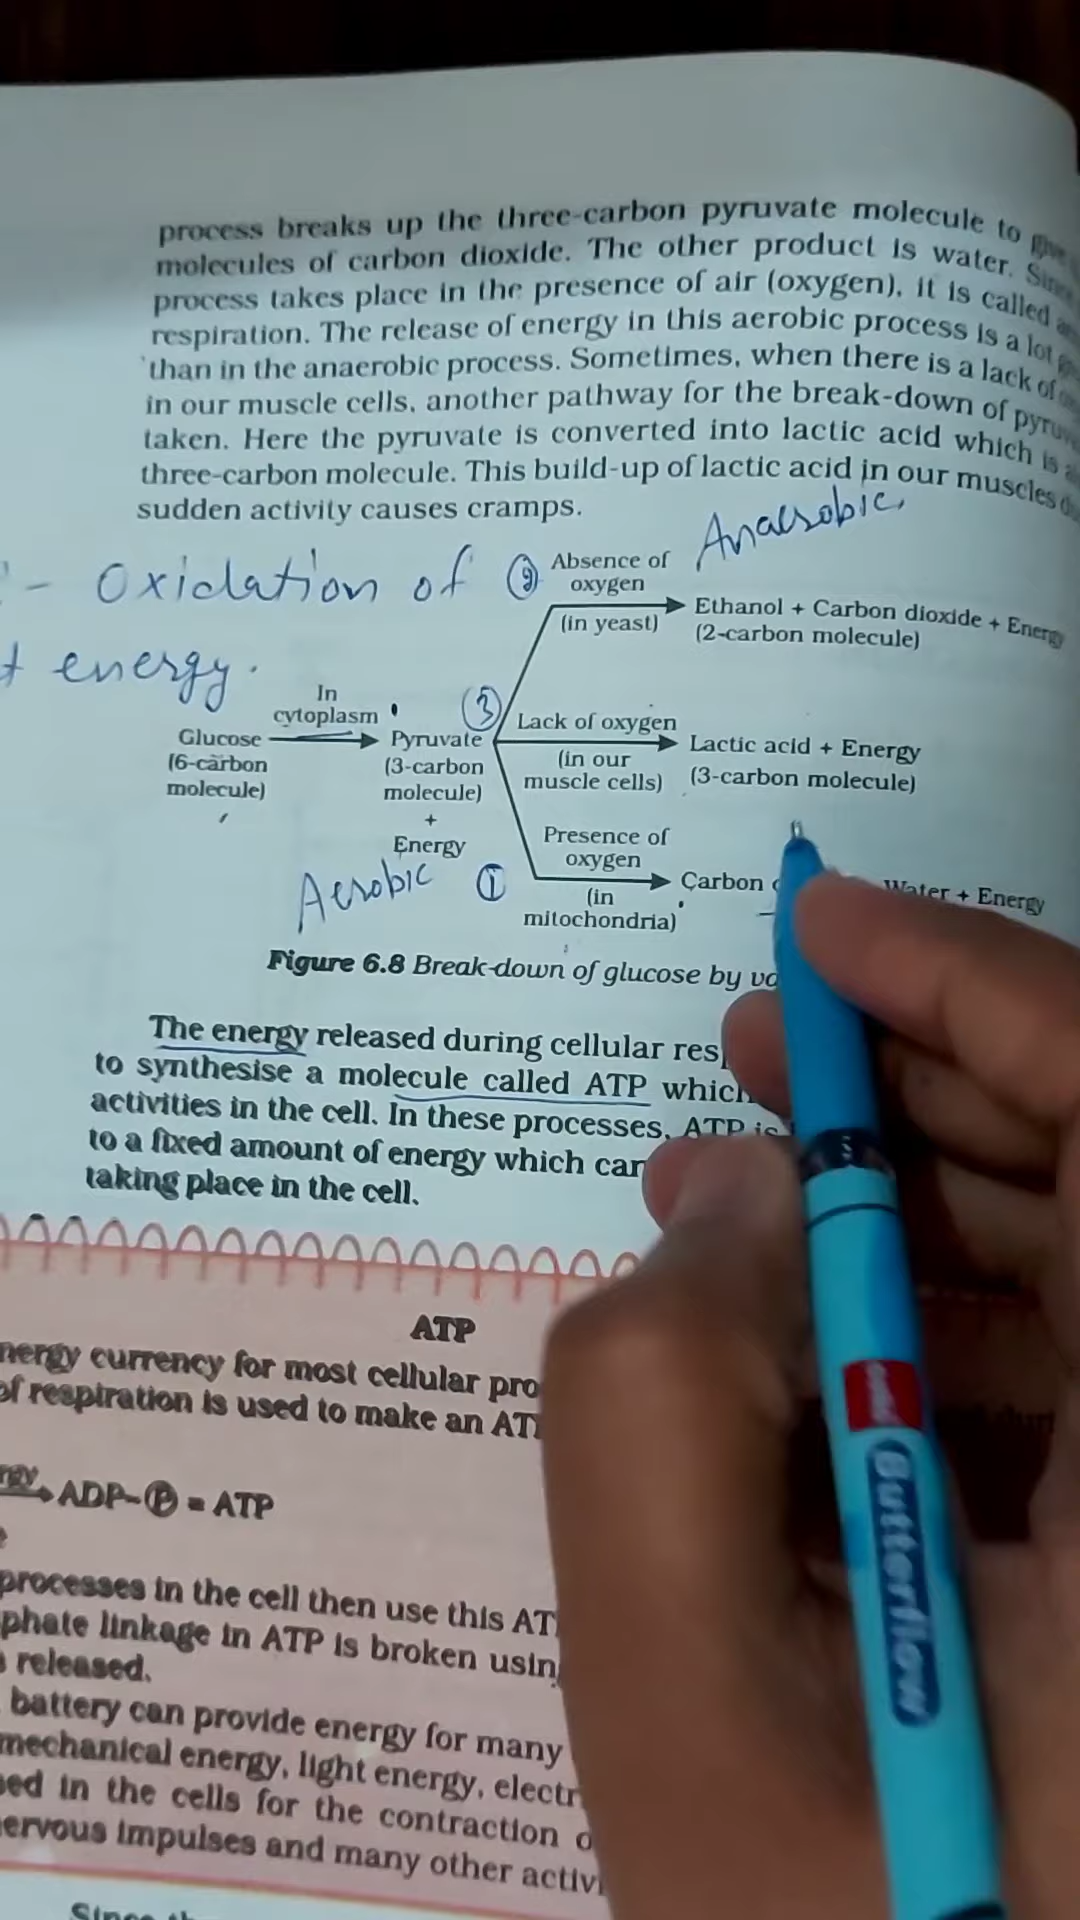 process breaks up the three-carbon pyruvate molecule to give
molecules of carbon dioxide. The other product is water. Since
process takes place in the presence of air (oxygen), it is called
respiration. The release of energy in this aerobic process is a lot
than in the anaerobic process. Sometimes, when there is a lack of
in our muscle cells, another pathway for the break-down of
taken. Here the pyruvate is converted into lactic acid which is
three-carbon molecule. This build-up of lactic acid in our muscles
sudden activity causes cramps.
Anaerobic
- Oxidation of
energy.
② Absence of
oxygen
(in yeast)
Ethanol + Carbon dioxide + Energy
(2-carbon molecule)
In
cytoplasm
Glucose
(6-carbon
molecule)
Pyruvate
(3-carbon
molecule)
+
Energy
③ Lack of oxygen
(in our
muscle cells)
Lactic acid + Energy
(3-carbon molecule)
Aerobic ①
Presence of
oxygen
(in
mitochondria)
Carbon Water + Energy
Figure 6.8 Break-down of glucose by
The energy released during cellular
to synthesise a molecule called ATP which
activities in the cell. In these processes, ATP is
to a fixed amount of energy which can
taking place in the cell.
ATP
currency for most cellular
of respiration is used to make an
ADP~Ⓟ = ATP
processes in the cell then use this
linkage in ATP is broken
released.
battery can provide energy for many
mechanical energy, light energy,
in the cells for the contraction
impulses and many other
cello
Butterflow